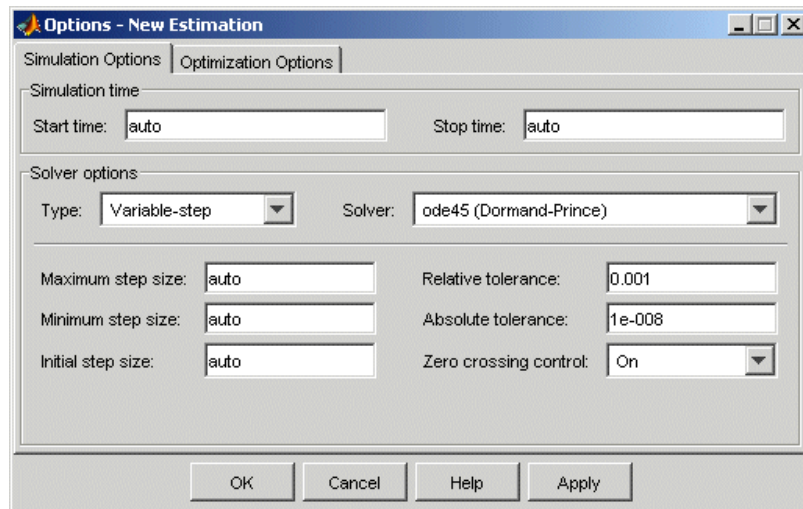 Options - New Estimation
Simulation Options Optimization Options
Simulation time
Start time: auto Stop time: auto
Solver options
Type: Variable-step Solver: ode45 (Dormand-Prince)
Maximum step size: auto Relative tolerance: 0.001
Minimum step size: auto Absolute tolerance: 1e-008
Initial step size: auto Zero crossing control: On
OK Cancel Help Apply